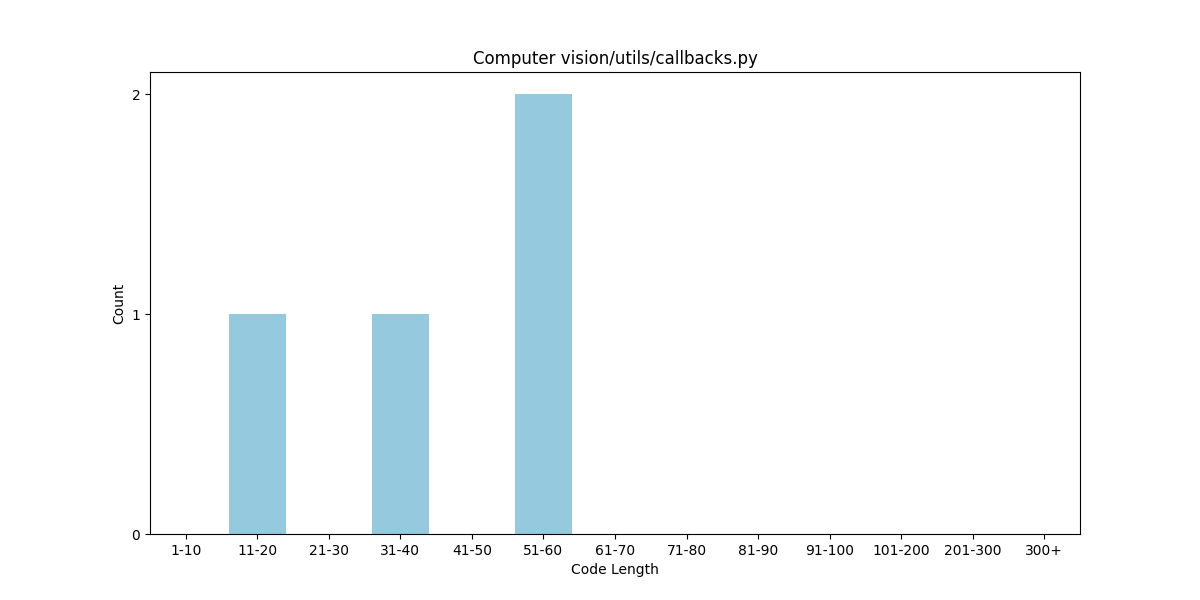 Computer vision/utils/callbacks.py
Count
2
1
0
1-10 11-20 21-30 31-40 41-50 51-60 61-70 71-80 81-90 91-100 101-200 201-300 300+
Code Length